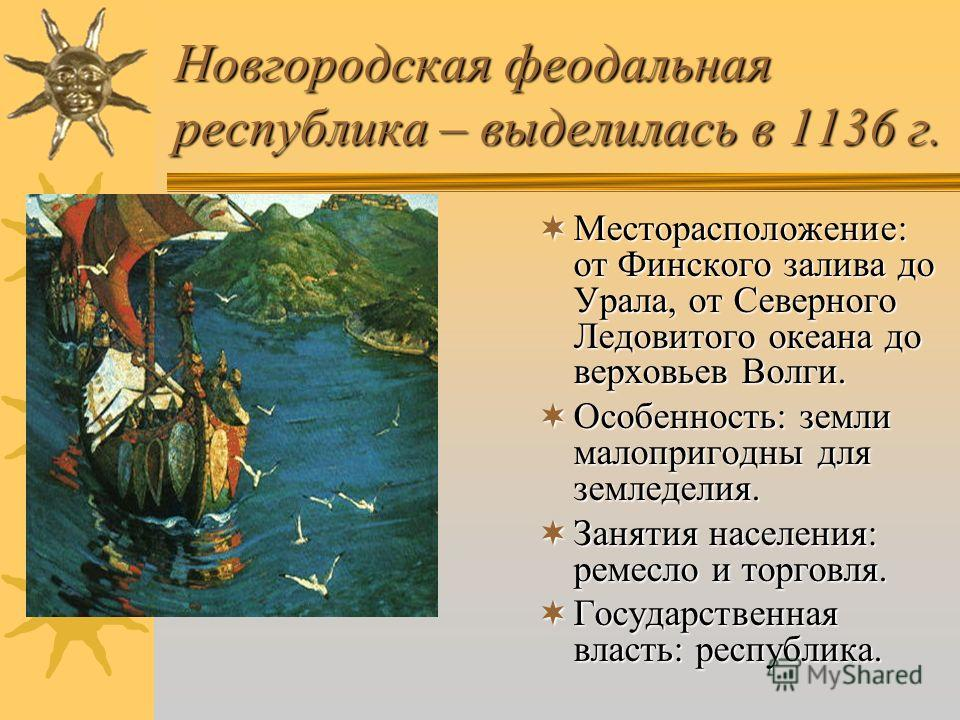 Новгородская феодальная
республика – выделилась в 1136 г.
Месторасположение:
от Финского залива до
Урала, от Северного
Ледовитого океана до
верховьев Волги.
Особенность: земли
малопригодны для
земледелия.
Занятия населения:
ремесло и торговля.
Государственная
власть: республика.
MyShared